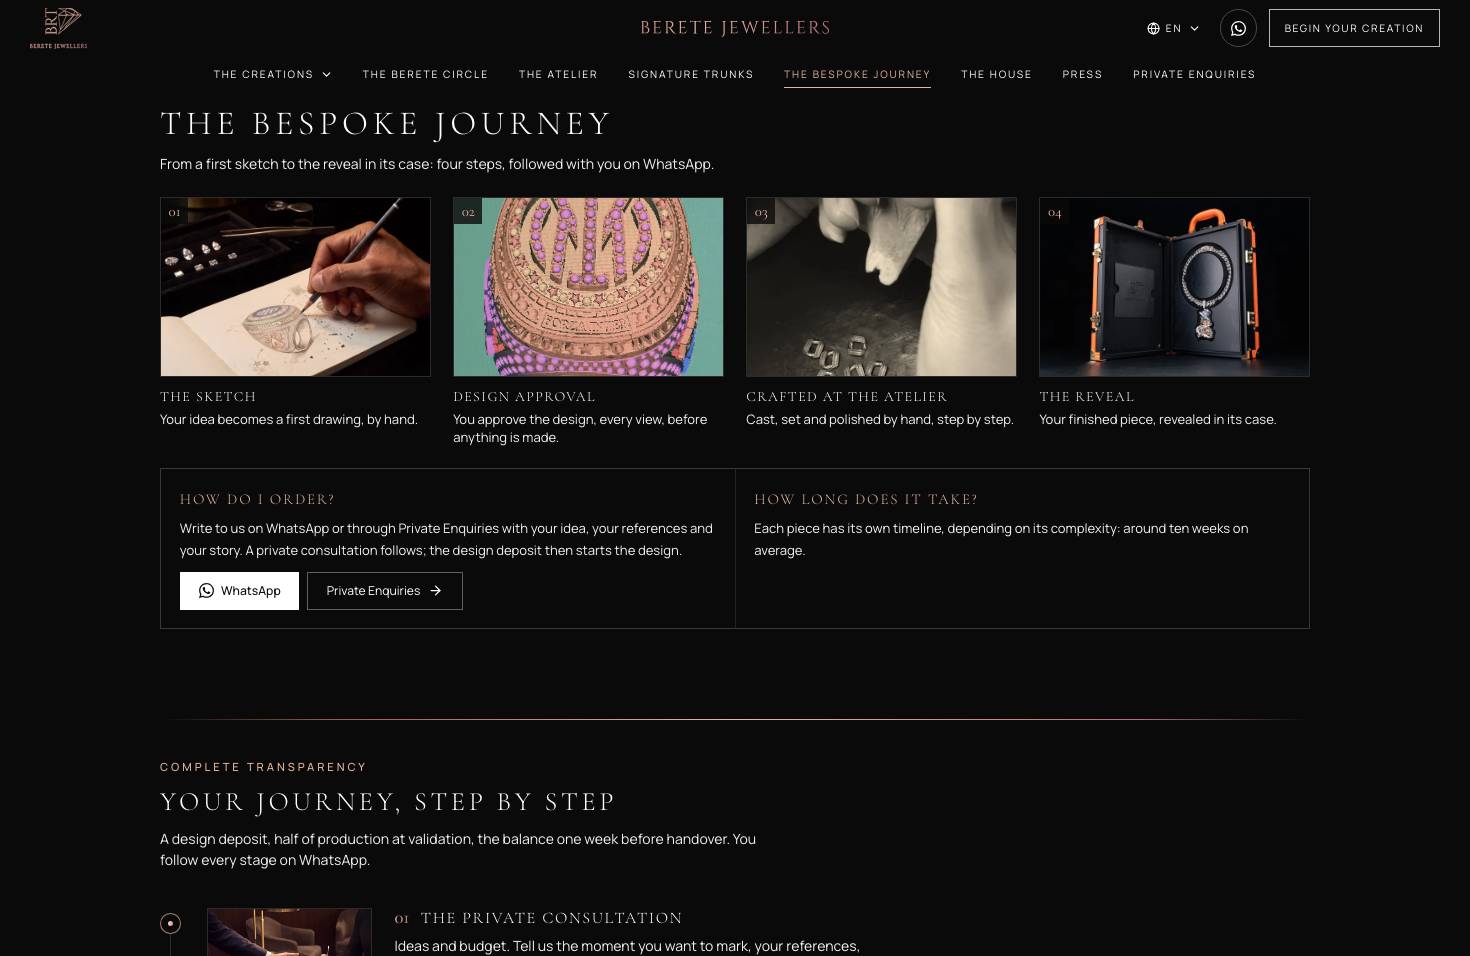 BRT
BERETE JEWELLERS
BERETE JEWELLERS
EN
BEGIN YOUR CREATION
THE CREATIONS
THE BERETE CIRCLE
THE ATELIER
SIGNATURE TRUNKS
THE BESPOKE JOURNEY
THE HOUSE
PRESS
PRIVATE ENQUIRIES
THE BESPOKE JOURNEY
From a first sketch to the reveal in its case: four steps, followed with you on WhatsApp.
01
02
03
04
THE SKETCH
Your idea becomes a first drawing, by hand.
DESIGN APPROVAL
You approve the design, every view, before
anything is made.
CRAFTED AT THE ATELIER
Cast, set and polished by hand, step by step.
THE REVEAL
Your finished piece, revealed in its case.
HOW DO I ORDER?
Write to us on WhatsApp or through Private Enquiries with your idea, your references and
your story. A private consultation follows; the design deposit then starts the design.
WhatsApp
Private Enquiries
HOW LONG DOES IT TAKE?
Each piece has its own timeline, depending on its complexity: around ten weeks on
average.
COMPLETE TRANSPARENCY
YOUR JOURNEY, STEP BY STEP
A design deposit, half of production at validation, the balance one week before handover. You
follow every stage on WhatsApp.
01 THE PRIVATE CONSULTATION
Ideas and budget. Tell us the moment you want to mark, your references,